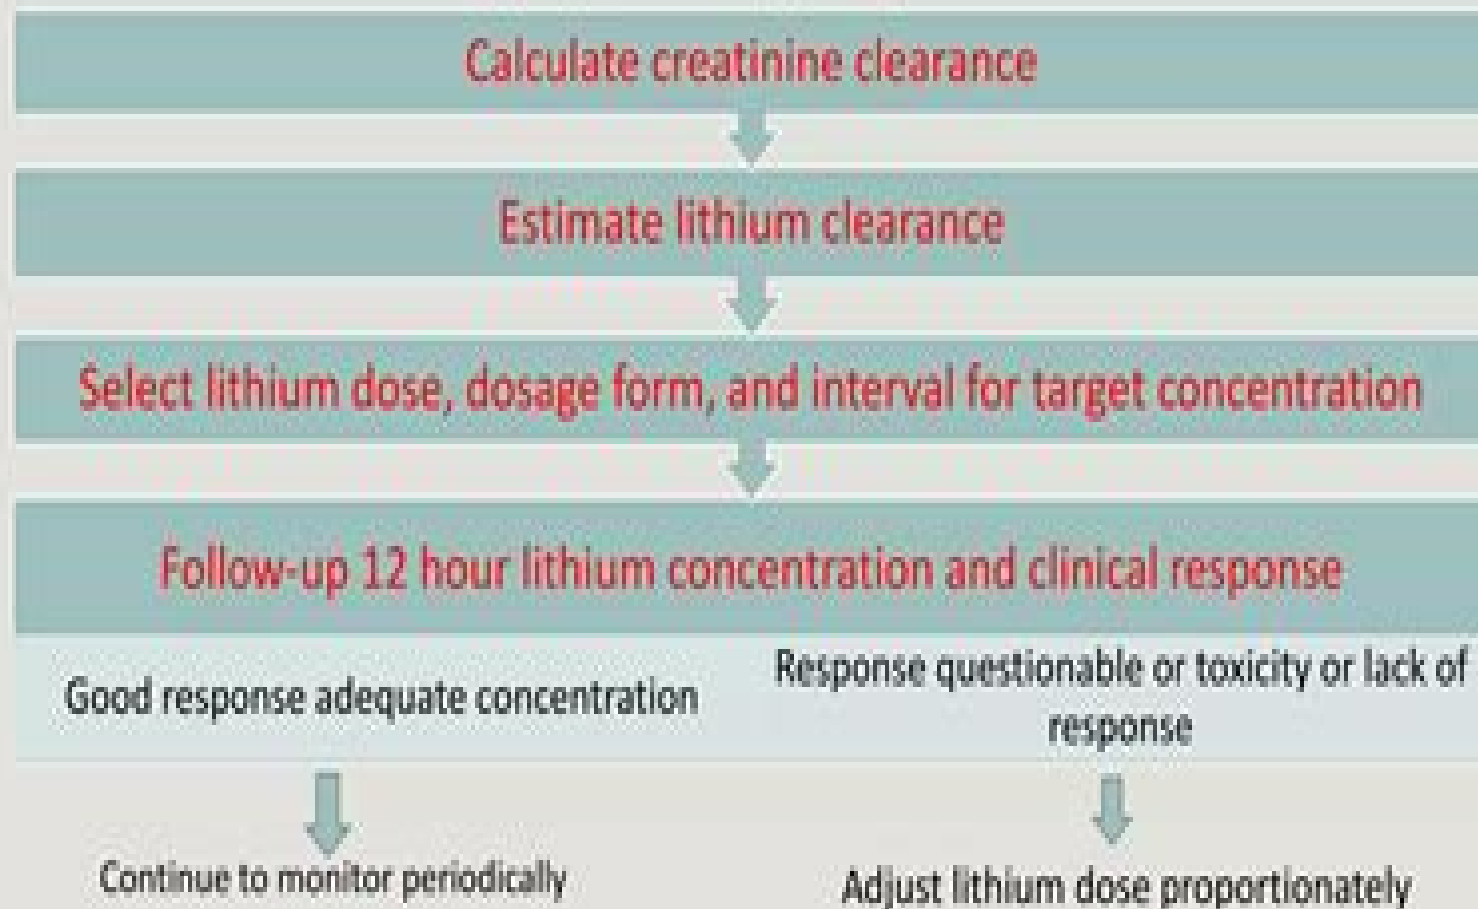 Calculate creatinine clearance
Estimate lithium clearance
Select lithium dose, dosage form, and interval for target concentration
Follow-up 12 hour lithium concentration and clinical response
Good response adequate concentration
Response questionable or toxicity or lack of
response
Continue to monitor periodically
Adjust lithium dose proportionately